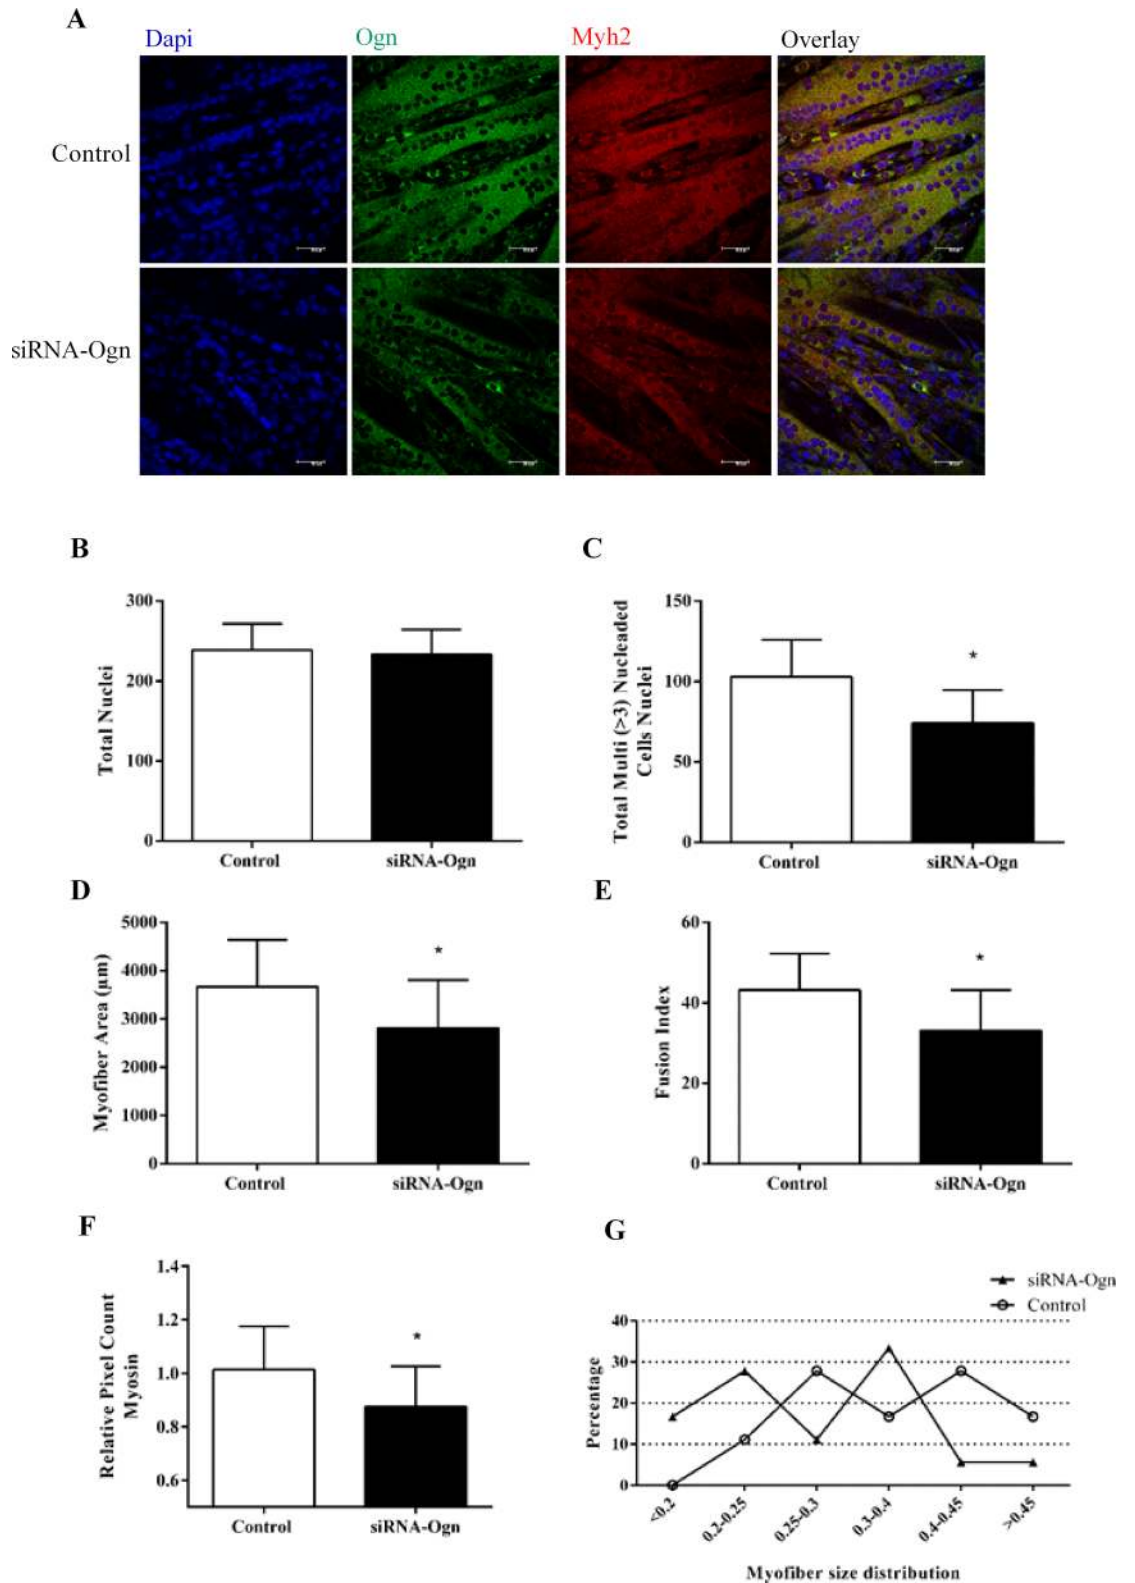 A
Dapi Ogn Myh2 Overlay
Control
siRNA-Ogn
B
300
200
100
0
Total Nuclei
Control siRNA-Ogn
C
150
100
50
0
Total Multi (>3) Nucleaded
Cells Nuclei
*
Control siRNA-Ogn
D
5000
4000
3000
2000
1000
0
Myofiber Area (µm)
*
Control siRNA-Ogn
E
60
40
20
0
Fusion Index
*
Control siRNA-Ogn
F
1.4
1.2
1.0
0.8
0.6
Relative Pixel Count
Myosin
*
Control siRNA-Ogn
G
siRNA-Ogn
Control
40
30
20
10
0
Percentage
<0.2 0.2-0.25 0.25-0.3 0.3-0.4 0.4-0.45 >0.45
Myofiber size distribution